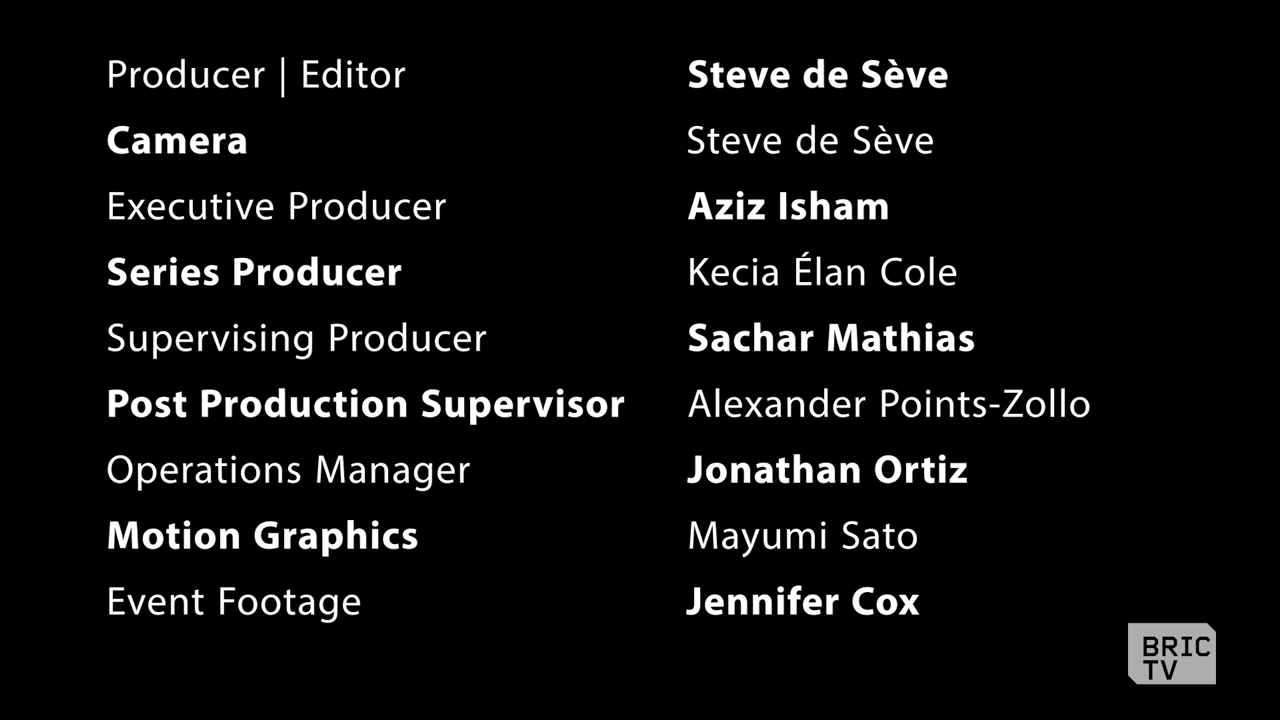 Producer | Editor Steve de Sève
Camera Steve de Sève
Executive Producer Aziz Isham
Series Producer Kecia Élan Cole
Supervising Producer Sachar Mathias
Post Production Supervisor Alexander Points-Zollo
Operations Manager Jonathan Ortiz
Motion Graphics Mayumi Sato
Event Footage Jennifer Cox
BRIC
TV